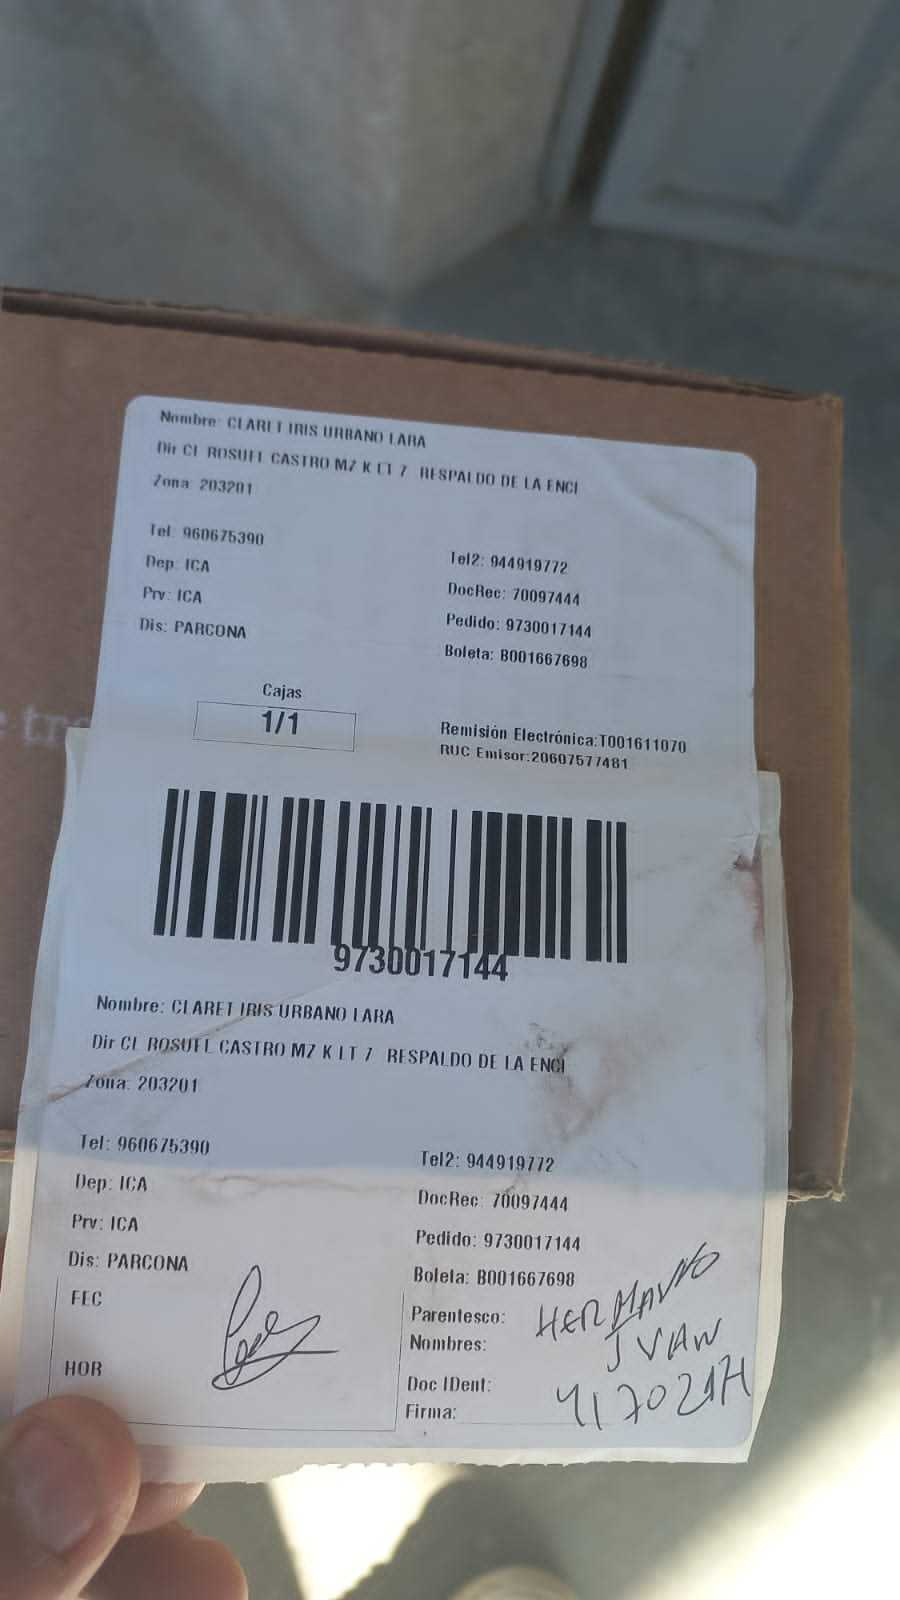 Nombre: CLARET IRIS URBANO LARA
Dir CL ROSUEL CASTRO MZ K LT 7 RESPALDO DE LA ENCI
Zona: 203201
Tel: 960675390
Tel2: 944919772
Dep: ICA
DocRec: 70097444
Prv: ICA
Pedido: 9730017144
Dis: PARCONA
Boleta: B001667698
Cajas
1/1
Remisión Electrónica:T001611070
RUC Emisor:20607577481
9730017144
Nombre: CLARET IRIS URBANO LARA
Dir CL ROSUEL CASTRO MZ K LT 7 RESPALDO DE LA ENCI
Zona: 203201
Tel: 960675390
Tel2: 944919772
Dep: ICA
DocRec: 70097444
Prv: ICA
Pedido: 9730017144
Dis: PARCONA
Boleta: B001667698
FEC
Parentesco: HERMANO
Nombres: IVAN
HOR
Doc IDent:
Firma: